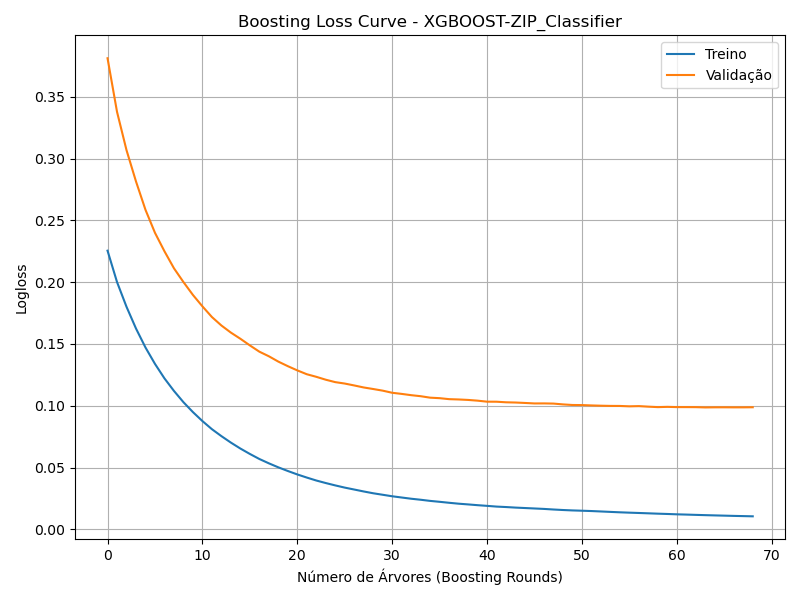 Boosting Loss Curve - XGBOOST-ZIP_Classifier
Treino
Validação
0.35
0.30
0.25
0.20
0.15
0.10
0.05
0.00
Logloss
0 10 20 30 40 50 60 70
Número de Árvores (Boosting Rounds)